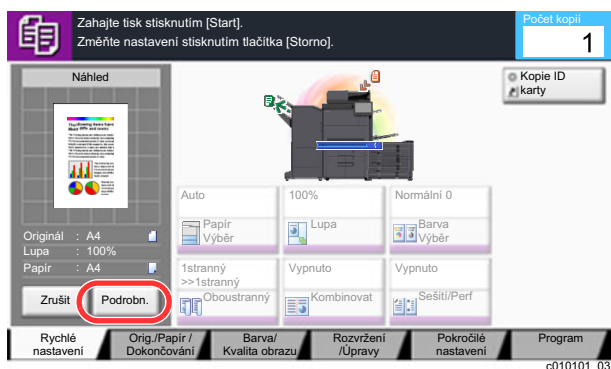 Zahajte tisk stisknutím [Start].
Změňte nastavení stisknutím tlačítka [Storno].
Počet kopií
1
Náhled
Originál : A4
Lupa : 100%
Papír : A4
Zrušit
Podrobn.
Kopie ID
karty
Auto
Papír
Výběr
100%
Lupa
Normální 0
Barva
Výběr
1stranný
>>1stranný
Oboustranný
Vypnuto
Kombinovat
Vypnuto
Sešití/Perf
Rychlé
nastavení
Orig./Papír /
Dokončování
Barva/
Kvalita obrazu
Rozvržení
/Úpravy
Pokročilé
nastavení
Program
c010101_03